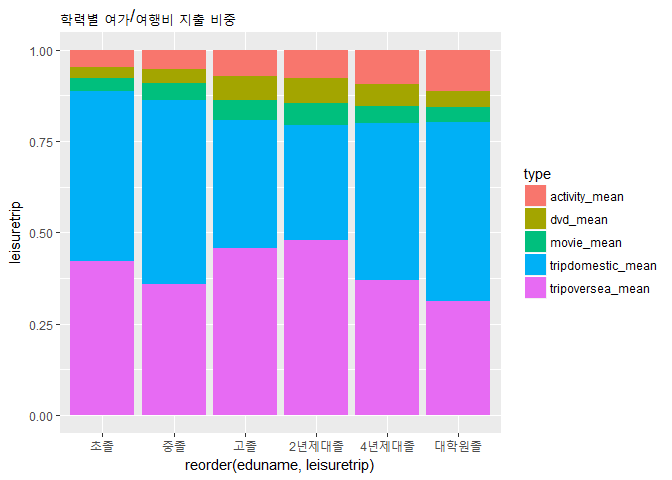 학력별 여가/여행비 지출 비중
1.00
0.75
0.50
0.25
0.00
leisuretrip
초졸 중졸 고졸 2년제대졸 4년제대졸 대학원졸
reorder(eduname, leisuretrip)
type
activity_mean
dvd_mean
movie_mean
tripdomestic_mean
tripoversea_mean